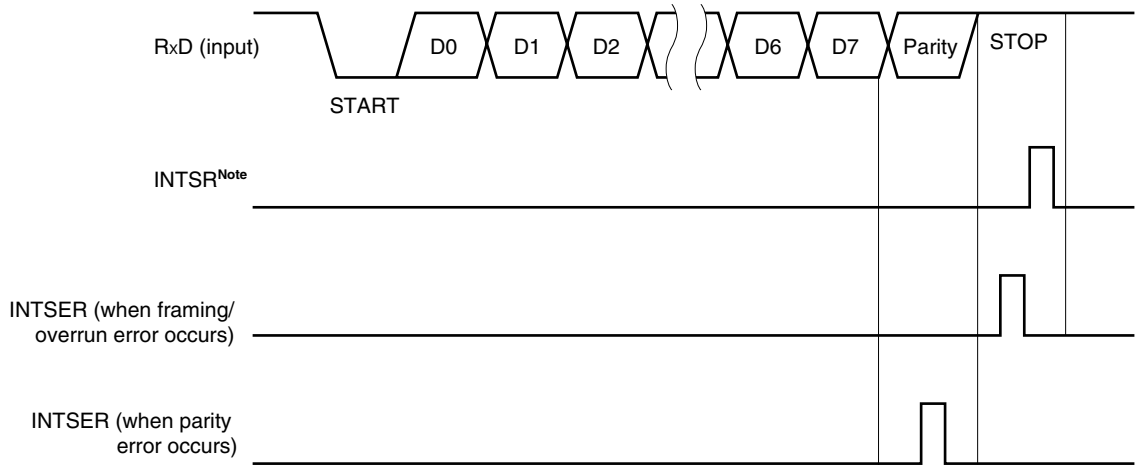 RxD (input)
D0 D1 D2 D6 D7 Parity STOP
START
INTSRNote
INTSER (when framing/
overrun error occurs)
INTSER (when parity
error occurs)